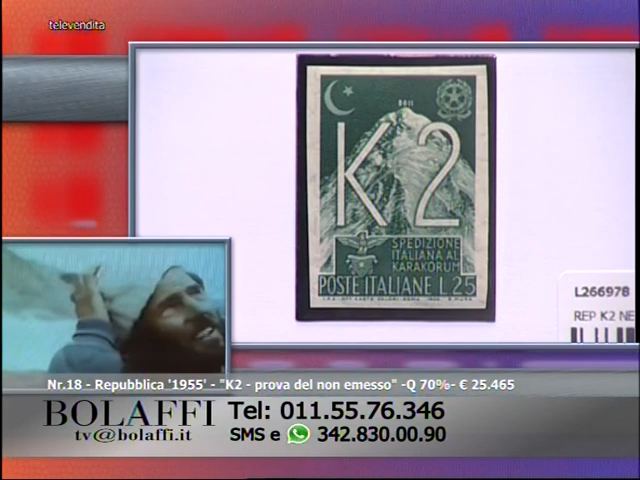 televendita
8611
K2
SPEDIZIONE
ITALIANA AL
KARAKORUM
POSTE ITALIANE L.25
L266978
REP K2 NE
Nr.18 - Repubblica '1955' - "K2 - prova del non emesso" -Q 70%- € 25.465
BOLAFFI
tv@bolaffi.it
Tel: 011.55.76.346
SMS e 342.830.00.90